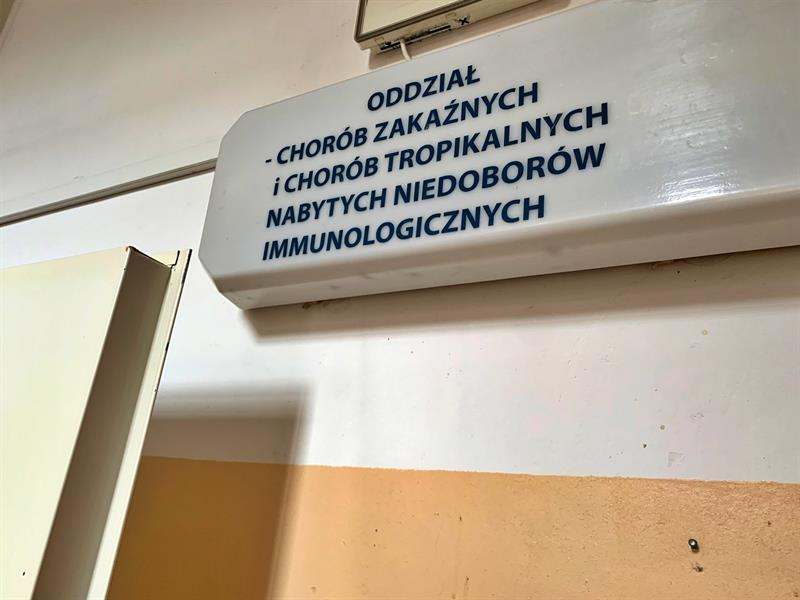 ODDZIAŁ
- CHORÓB ZAKAŹNYCH
i CHORÓB TROPIKALNYCH
NABYTYCH NIEDOBORÓW
IMMUNOLOGICZNYCH